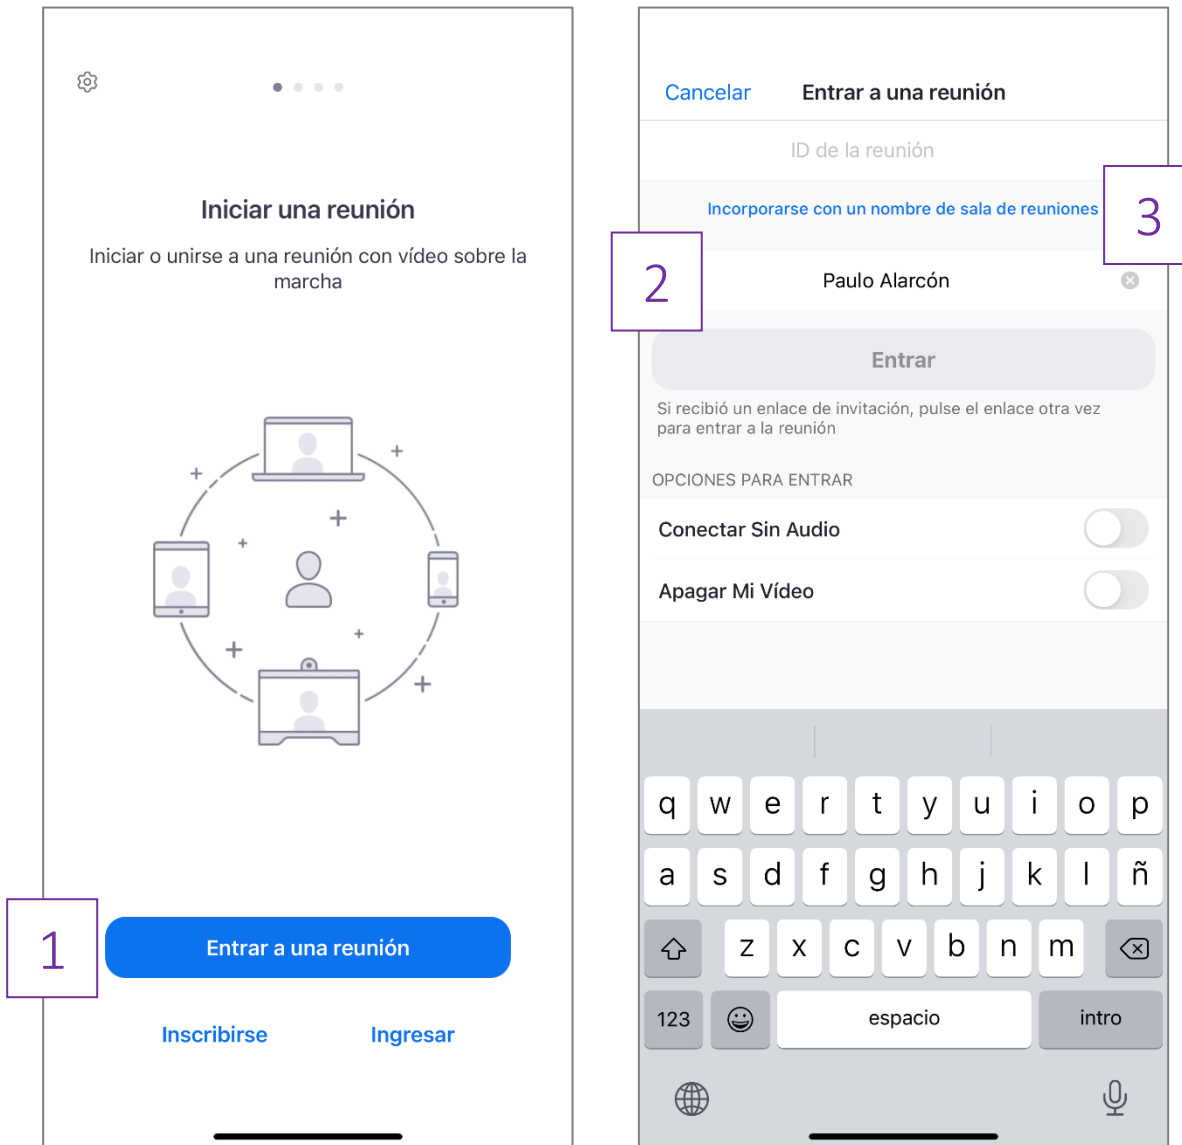 Iniciar una reunión
Iniciar o unirse a una reunión con vídeo sobre la
marcha
1
Entrar a una reunión
Inscribirse Ingresar
Cancelar Entrar a una reunión
ID de la reunión
Incorporarse con un nombre de sala de reuniones
3
2
Paulo Alarcón
Entrar
Si recibió un enlace de invitación, pulse el enlace otra vez
para entrar a la reunión
OPCIONES PARA ENTRAR
Conectar Sin Audio
Apagar Mi Vídeo
q w e r t y u i o p
a s d f g h j k l ñ
z x c v b n m
123 espacio intro